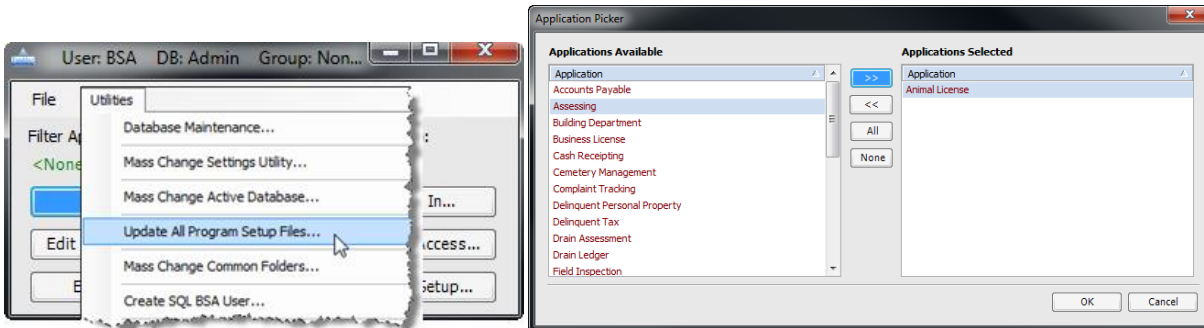 User: BSA DB: Admin Group: Non...
File Utilities
Database Maintenance...
Filter Ap :
Mass Change Settings Utility...
<None
Mass Change Active Database...
In...
Update All Program Setup Files...
Edit ccess...
Mass Change Common Folders...
E Setup...
Create SQL BSA User...
Application Picker
Applications Available
Application
Accounts Payable
Assessing
Building Department
Business License
Cash Receipting
Cemetery Management
Complaint Tracking
Delinquent Personal Property
Delinquent Tax
Drain Assessment
Drain Ledger
Field Inspection
>>
<<
All
None
Applications Selected
Application
Animal License
OK Cancel